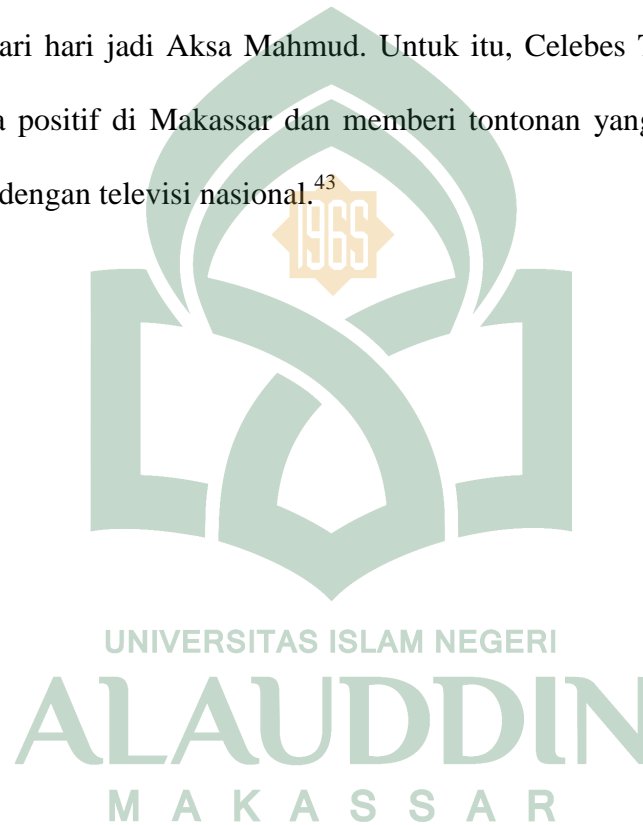 ari hari jadi Aksa Mahmud. Untuk itu, Celebes T
a positif di Makassar dan memberi tontonan yang
dengan televisi nasional.43
1965
UNIVERSITAS ISLAM NEGERI
ALAUDDIN
MAKASSAR